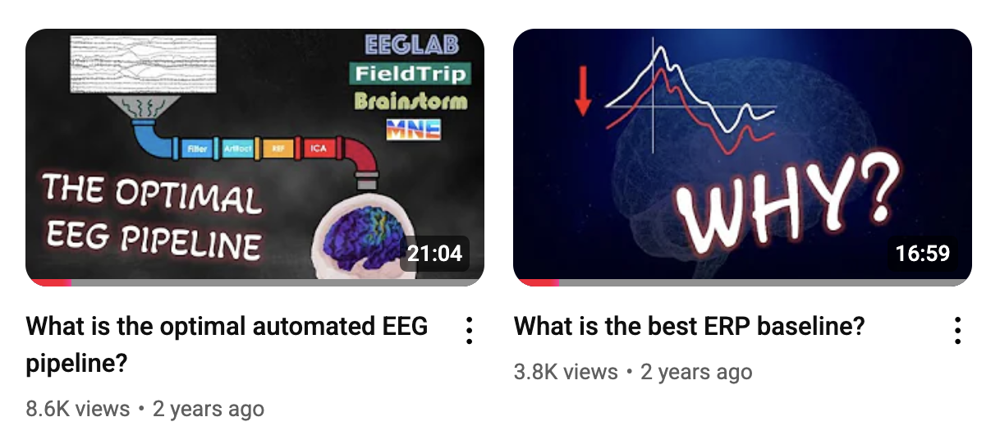 EEGLAB
FieldTrip
Brainstorm
MNE
Filter
Artifact
REF
ICA
THE OPTIMAL
EEG PIPELINE
21:04
What is the optimal automated EEG
pipeline?
8.6K views • 2 years ago
WHY?
16:59
What is the best ERP baseline?
3.8K views • 2 years ago